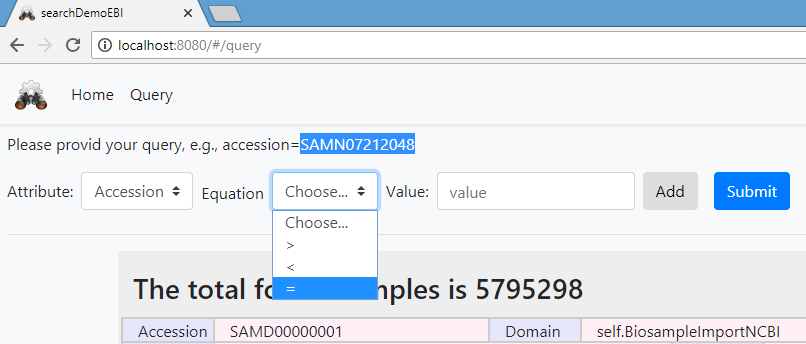 searchDemoEBI
localhost:8080/#/query
Home Query
Please provid your query, e.g., accession=SAMN07212048
Attribute: Accession Equation Choose... Value: value Add Submit
Choose...
>
<
=
The total fo mples is 5795298
Accession SAMD00000001 Domain self.BiosampleImportNCBI